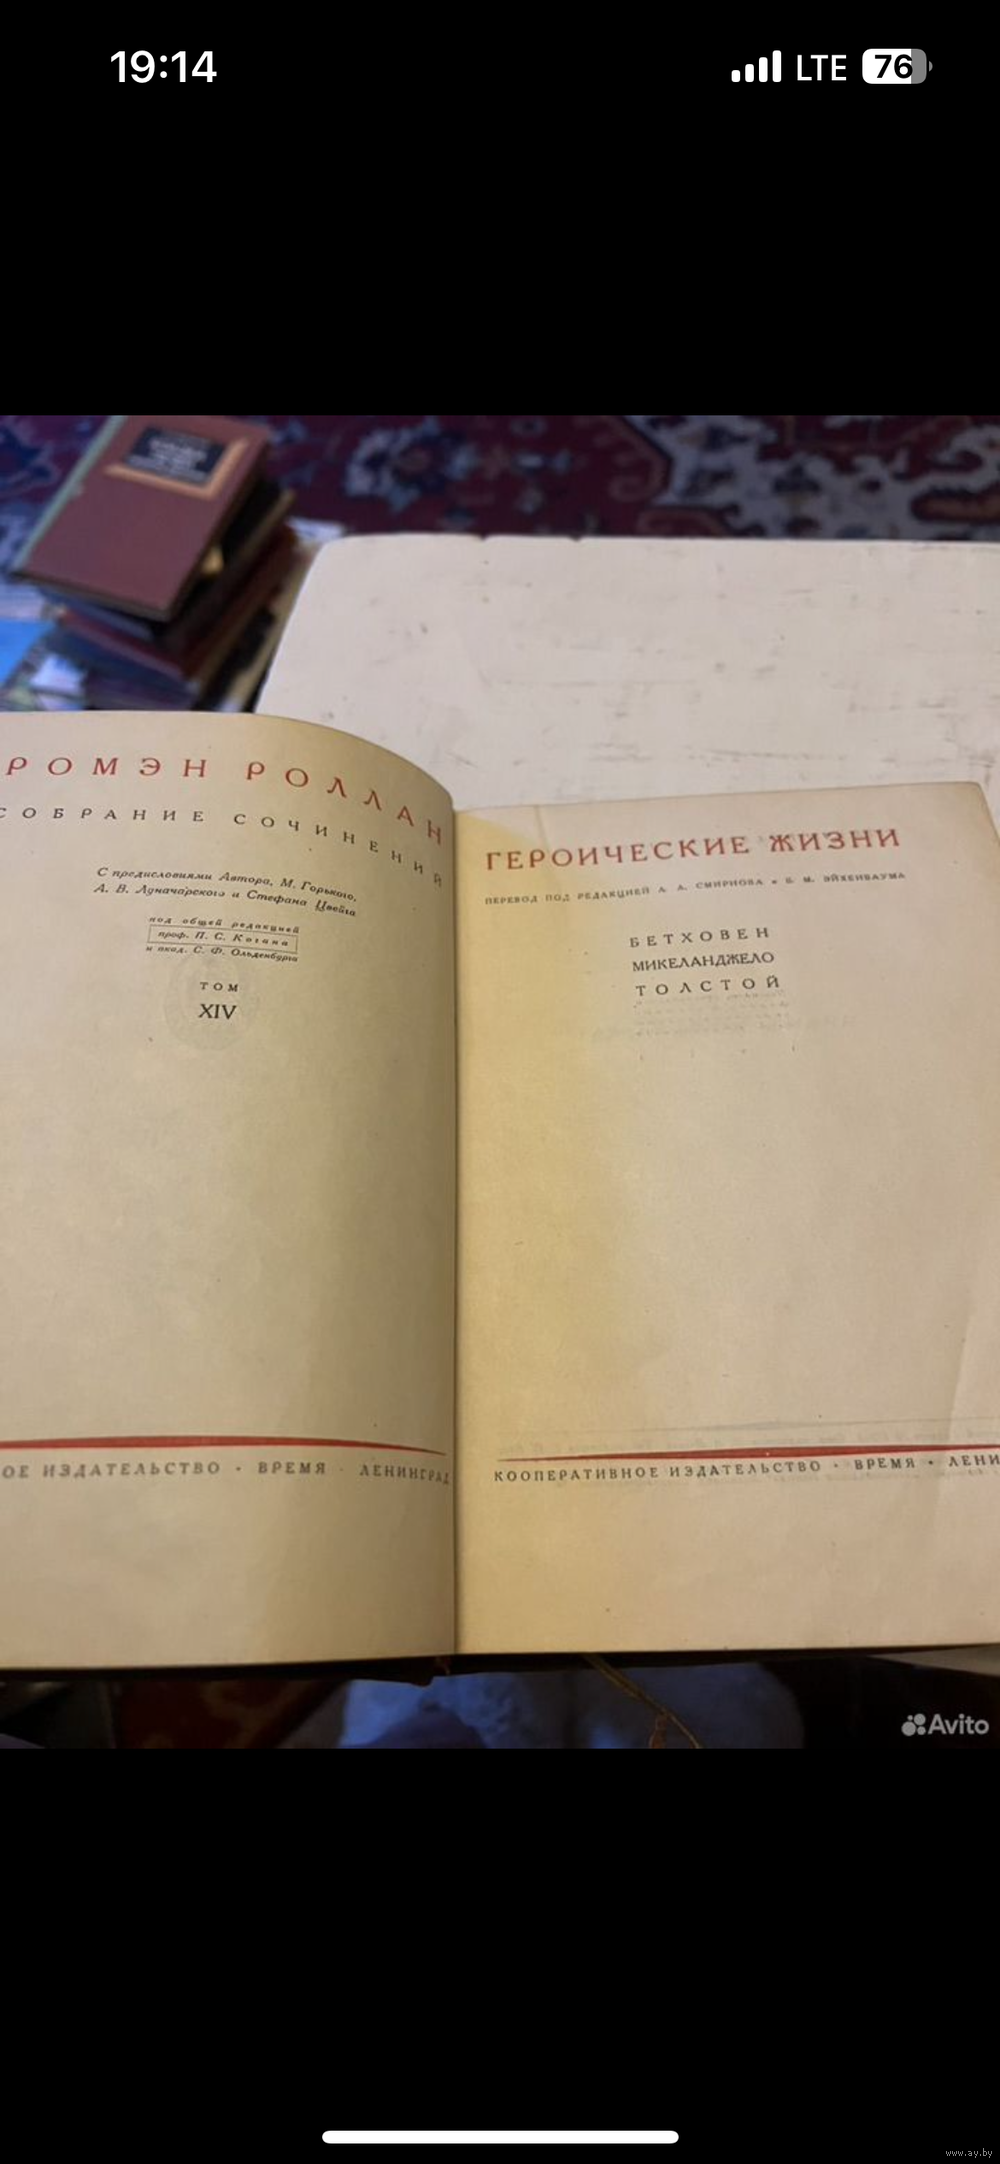 19:14
LTE 76
РОМЭН РОЛЛАН
СОБРАНИЕ СОЧИНЕНИЙ
С предисловиями Автора, М. Горького,
А. В. Луначарского и Стефана Цвейга
под общей редакцией
проф. П. С. Когана
и акад. С. Ф. Ольденбурга
ТОМ
XIV
ОЕ ИЗДАТЕЛЬСТВО • ВРЕМЯ • ЛЕНИНГРАД
ГЕРОИЧЕСКИЕ ЖИЗНИ
ПЕРЕВОД ПОД РЕДАКЦИЕЙ А. А. СМИРНОВА и Б. М. ЭЙХЕНБАУМА
БЕТХОВЕН
МИКЕЛАНДЖЕЛО
ТОЛСТОЙ
КООПЕРАТИВНОЕ ИЗДАТЕЛЬСТВО • ВРЕМЯ • ЛЕНИ
Avito
www.ay.by